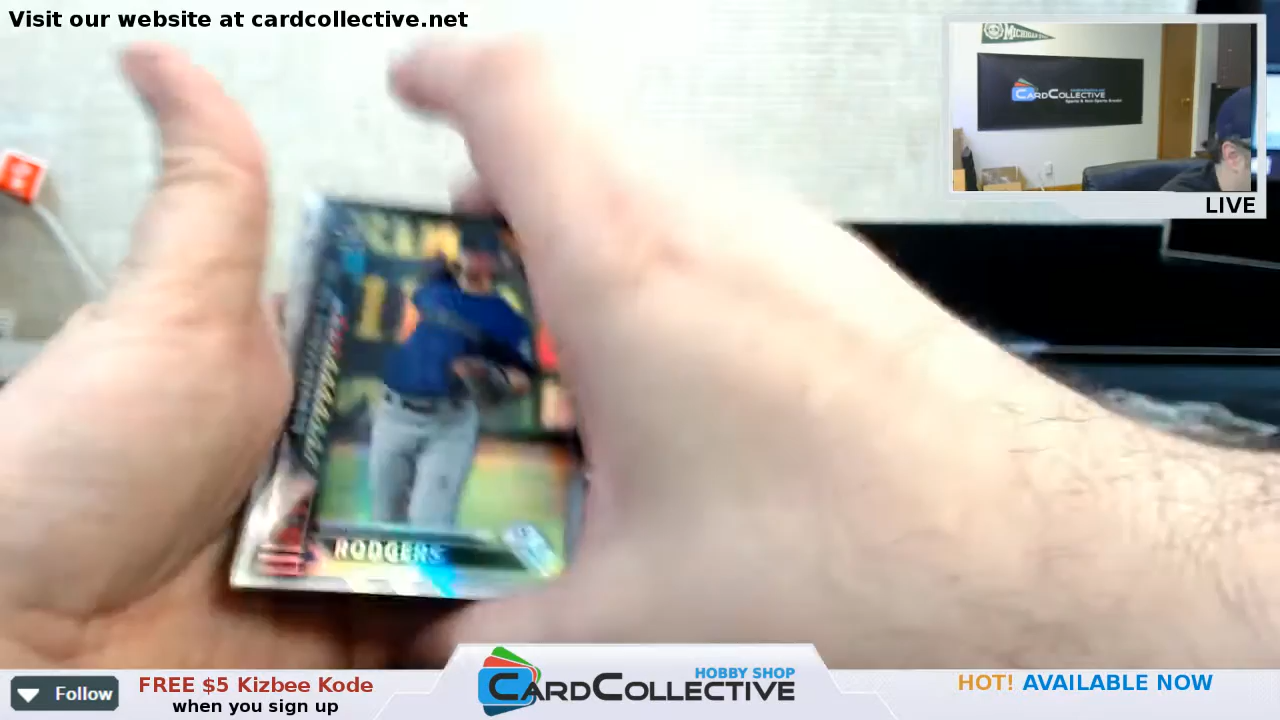 Visit our website at cardcollective.net
MICHIGAN
CARDCOLLECTIVE
LIVE
RODGERS
Follow
FREE $5 Kizbee Kode
when you sign up
HOBBY SHOP
CARDCOLLECTIVE
HOT! AVAILABLE NOW